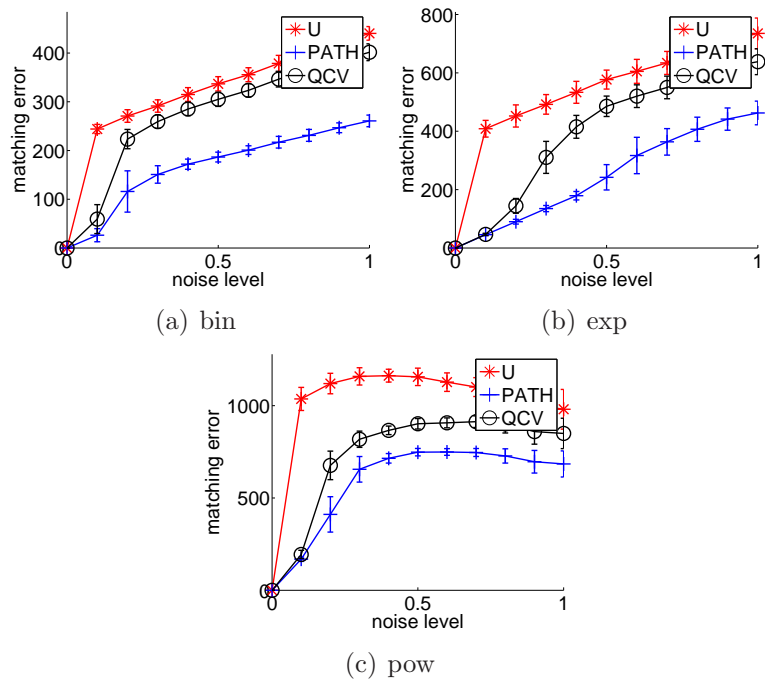 U
PATH
QCV
matching error
400
300
200
100
0
0
0.5
1
noise level
(a) bin
U
PATH
QCV
matching error
800
600
400
200
0
0
0.5
1
noise level
(b) exp
U
PATH
QCV
matching error
1000
500
0
0
0.5
1
noise level
(c) pow